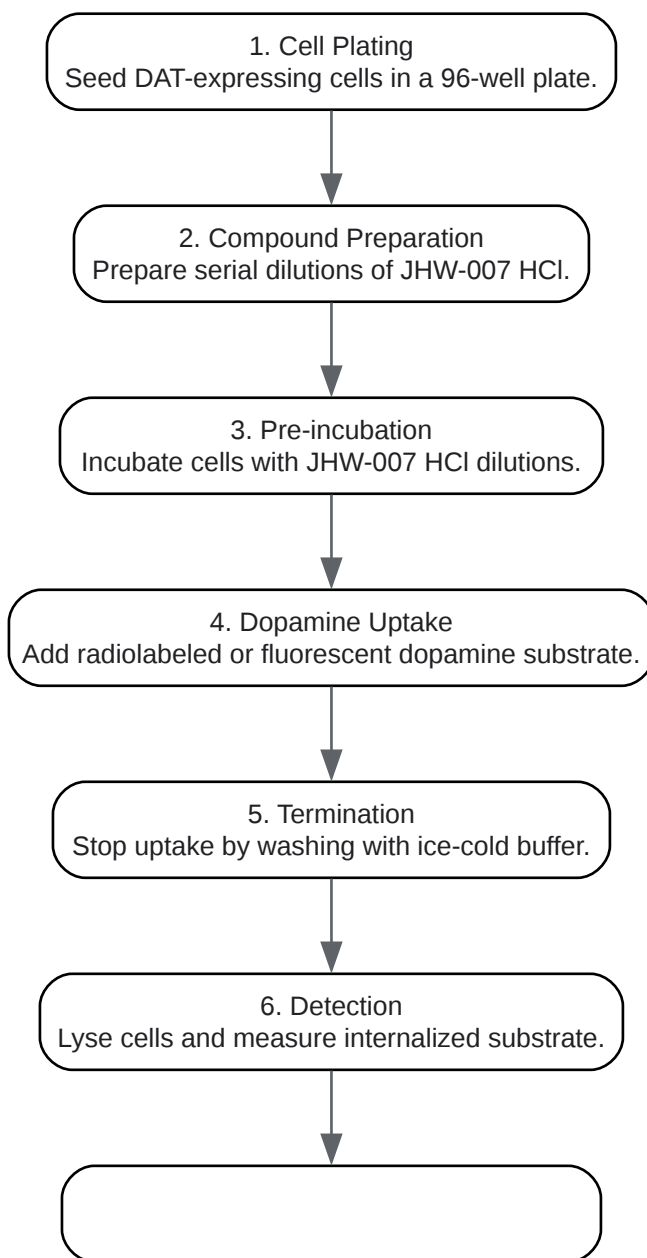 1. Cell Plating
Seed DAT-expressing cells in a 96-well plate.
2. Compound Preparation
Prepare serial dilutions of JHW-007 HCl.
3. Pre-incubation
Incubate cells with JHW-007 HCl dilutions.
4. Dopamine Uptake
Add radiolabeled or fluorescent dopamine substrate.
5. Termination
Stop uptake by washing with ice-cold buffer.
6. Detection
Lyse cells and measure internalized substrate.